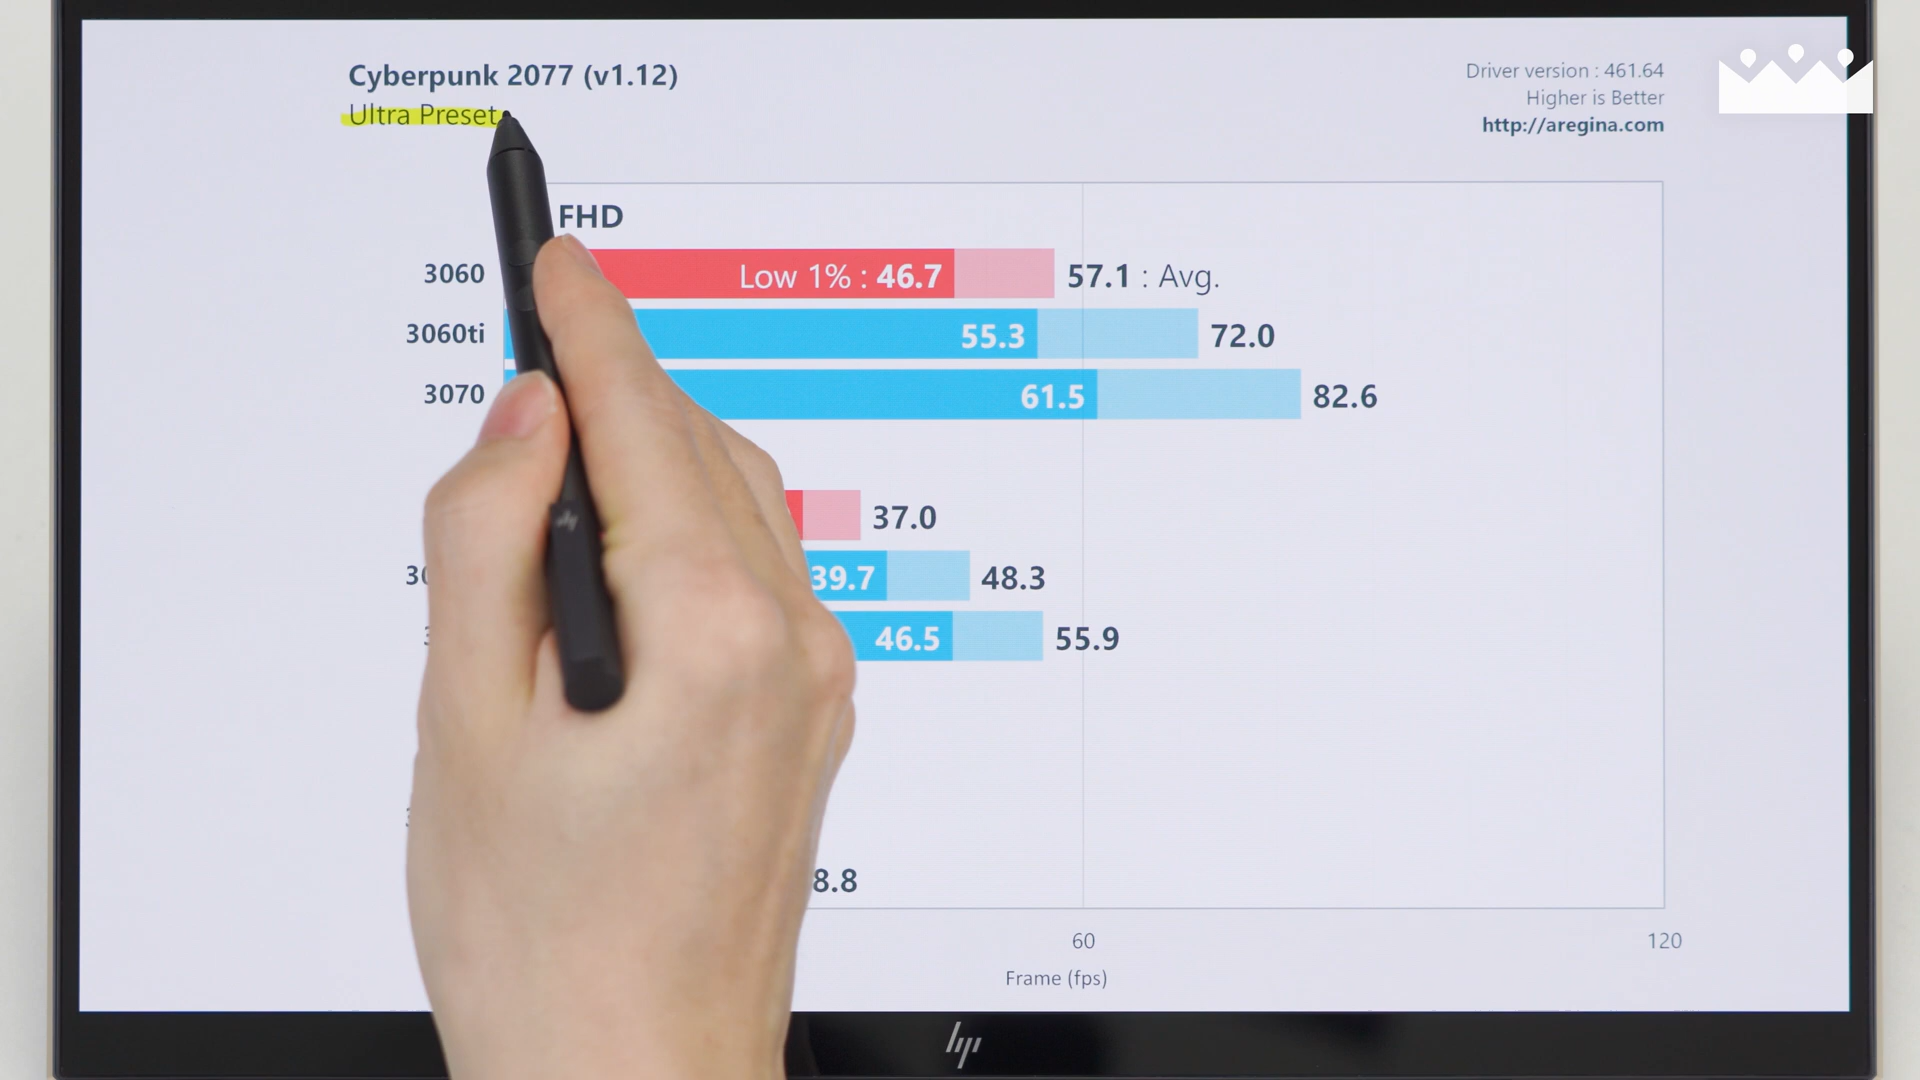 Cyberpunk 2077 (v1.12)
Ultra Preset
Driver version : 461.64
Higher is Better
http://aregina.com
FHD
3060 Low 1% : 46.7 57.1 : Avg.
3060ti 55.3 72.0
3070 61.5 82.6
37.0
39.7 48.3
46.5 55.9
8.8
60 120
Frame (fps)
hp